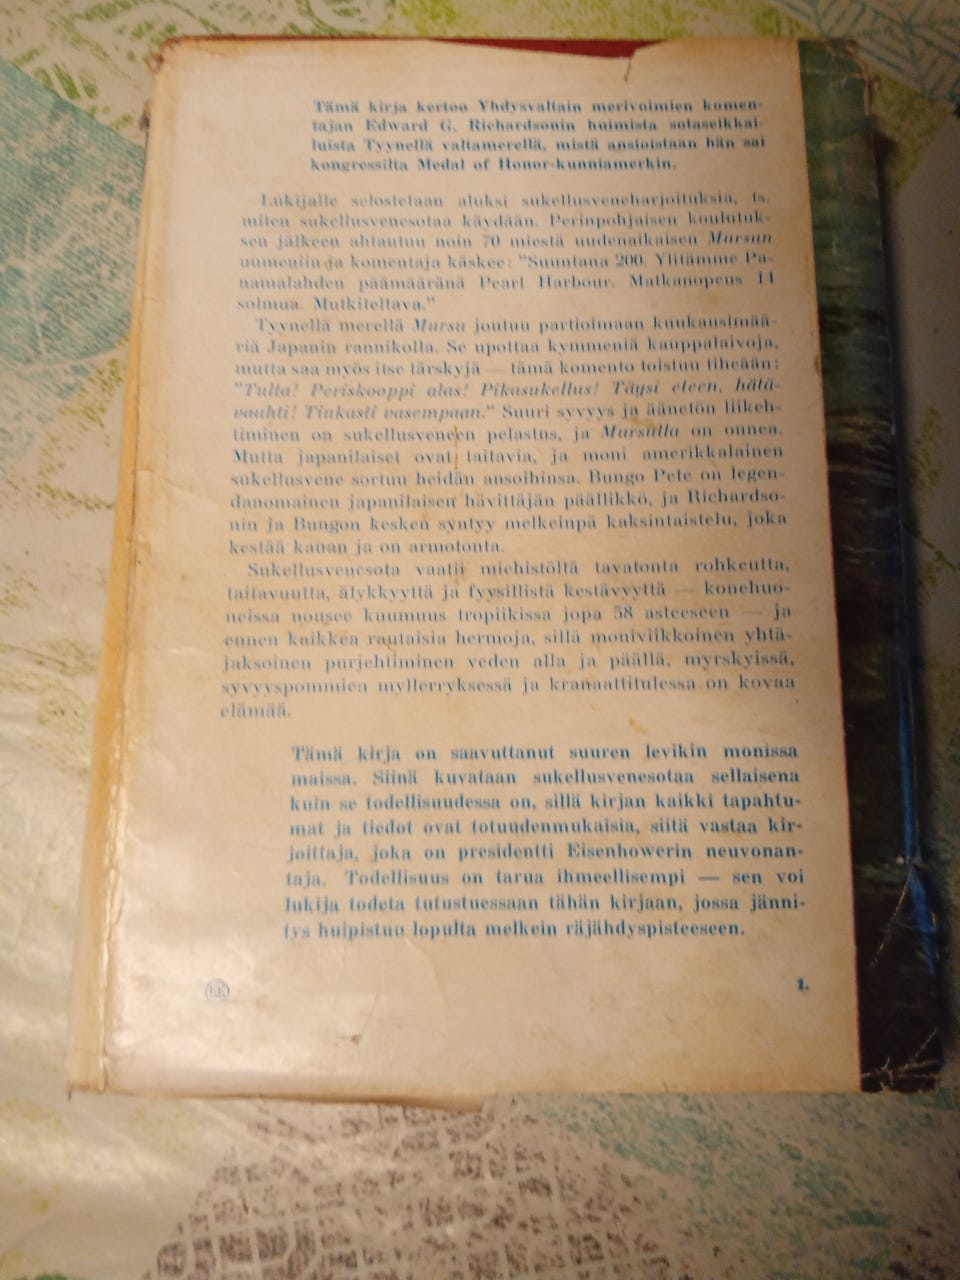 Tämä kirja kertoo Yhdysvaltain merivoimien komen-
tajan Edward G. Richardsonin huimista sotaseikkai-
luista Tyynellä valtamerellä, mistä ansioistaan hän sai
kongressilta Medal of Honor-kunniamerkin.
Lukijalle selostetaan aluksi sukellusveneharjoituksia, ts.
miten sukellusvenesotaa käydään. Perinpohjaisen koulutuk-
sen jälkeen ahtautuu noin 70 miestä uudenaikaisen Mursun
uumeniin ja komentaja käskee: "Suuntana 200. Ylitämme Pa-
namalahden päämääränä Pearl Harbour. Matkanopeus 14
solmua. Mutkiteltava."
Tyynellä merellä Mursu joutuu partioimaan kuukausimää-
riä Japanin rannikolla. Se upottaa kymmeniä kauppalaivoja,
mutta saa myös itse tärskyjä — tämä komento toistuu tiheään:
"Tulta! Periskooppi alas! Pikasukellus! Täysi eteen, hätä-
vauhti! Tiukasti vasempaan." Suuri syvyys ja äänetön liikeh-
timinen on sukellusveneen pelastus, ja Mursulla on onnea.
Mutta japanilaiset ovat taitavia, ja moni amerikkalainen
sukellusvene sortuu heidän ansoihinsa. Bungo Pete on legen-
danomainen japanilaisen hävittäjän päällikkö, ja Richardso-
nin ja Bungon kesken syntyy melkeinpä kaksintaistelu, joka
kestää kauan ja on armotonta.
Sukellusvenesota vaatii miehistöltä tavatonta rohkeutta,
taitavuutta, älykkyyttä ja fyysillistä kestävyyttä — konehuo-
neissa nousee kuumuus tropiikissa jopa 58 asteeseen — ja
ennen kaikkea rautaisia hermoja, sillä moniviikkoinen yhtä-
jaksoinen purjehtiminen veden alla ja päällä, myrskyissä,
syvyyspommien myllerryksessä ja kranaattitulessa on kovaa
elämää.
Tämä kirja on saavuttanut suuren levikin monissa
maissa. Siinä kuvataan sukellusvenesotaa sellaisena
kuin se todellisuudessa on, sillä kirjan kaikki tapahtu-
mat ja tiedot ovat totuudenmukaisia, siitä vastaa kir-
joittaja, joka on presidentti Eisenhowerin neuvonan-
taja. Todellisuus on tarua ihmeellisempi — sen voi
lukija todeta tutustuessaan tähän kirjaan, jossa jänni-
tys huipistuu lopulta melkein räjähdyspisteeseen.
1.